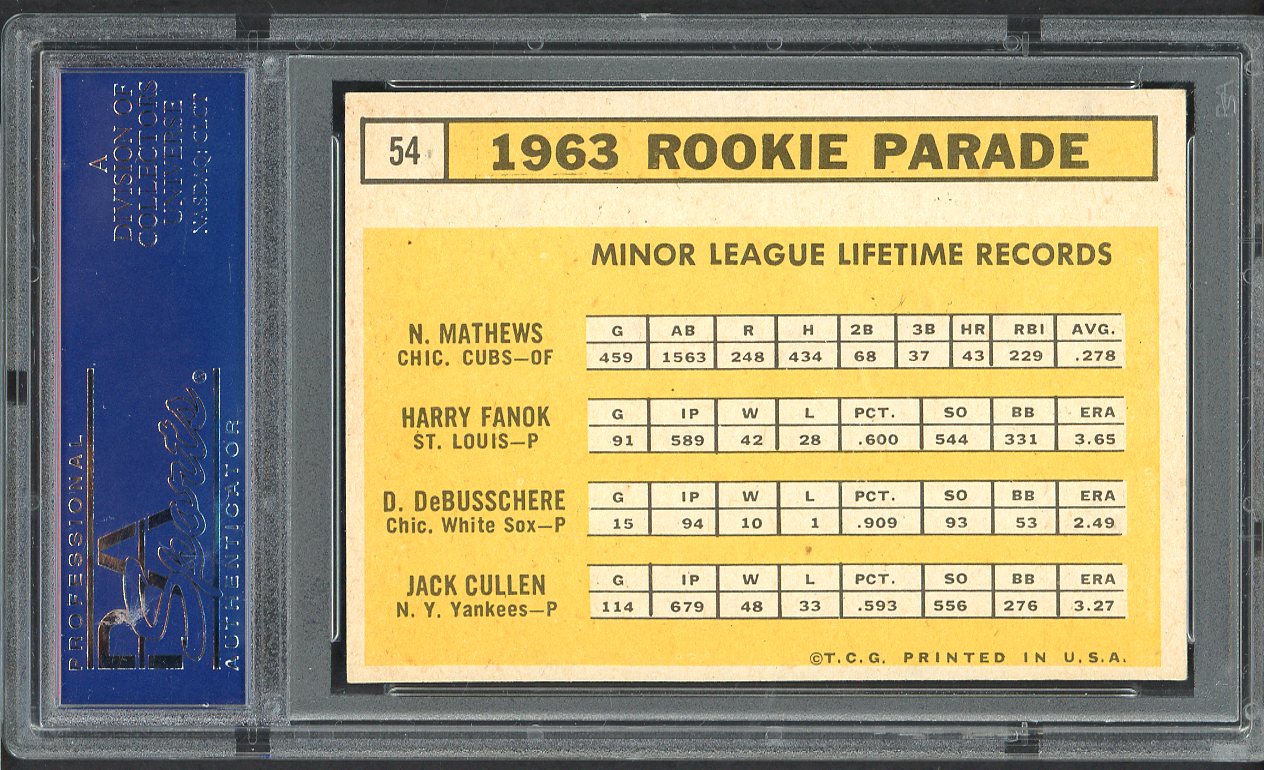 A
DIVISION OF
COLLECTORS
UNIVERSE
NASDAQ: CLCT
PROFESSIONAL
PSA
Sports®
AUTHENTICATOR
54 1963 ROOKIE PARADE
MINOR LEAGUE LIFETIME RECORDS
N. MATHEWS
CHIC. CUBS—OF
G AB R H 2B 3B HR RBI AVG.
459 1563 248 434 68 37 43 229 .278
HARRY FANOK
ST. LOUIS—P
G IP W L PCT. SO BB ERA
91 589 42 28 .600 544 331 3.65
D. DeBUSSCHERE
Chic. White Sox—P
G IP W L PCT. SO BB ERA
15 94 10 1 .909 93 53 2.49
JACK CULLEN
N. Y. Yankees—P
G IP W L PCT. SO BB ERA
114 679 48 33 .593 556 276 3.27
©T.C.G. PRINTED IN U.S.A.